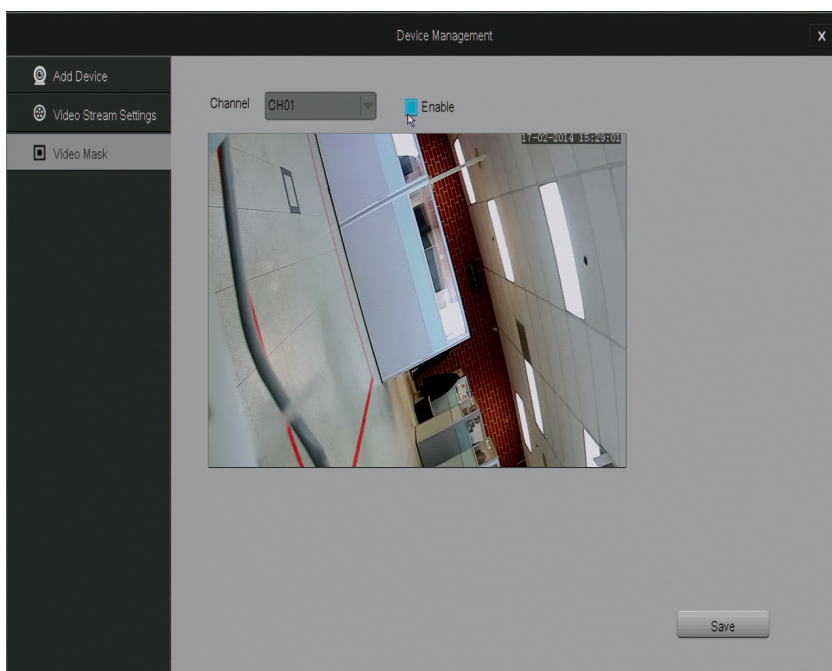 Device Management
X
Add Device
Video Stream Settings
Video Mask
Channel
CH01
Enable
17-02-2014 15:29:01
Save